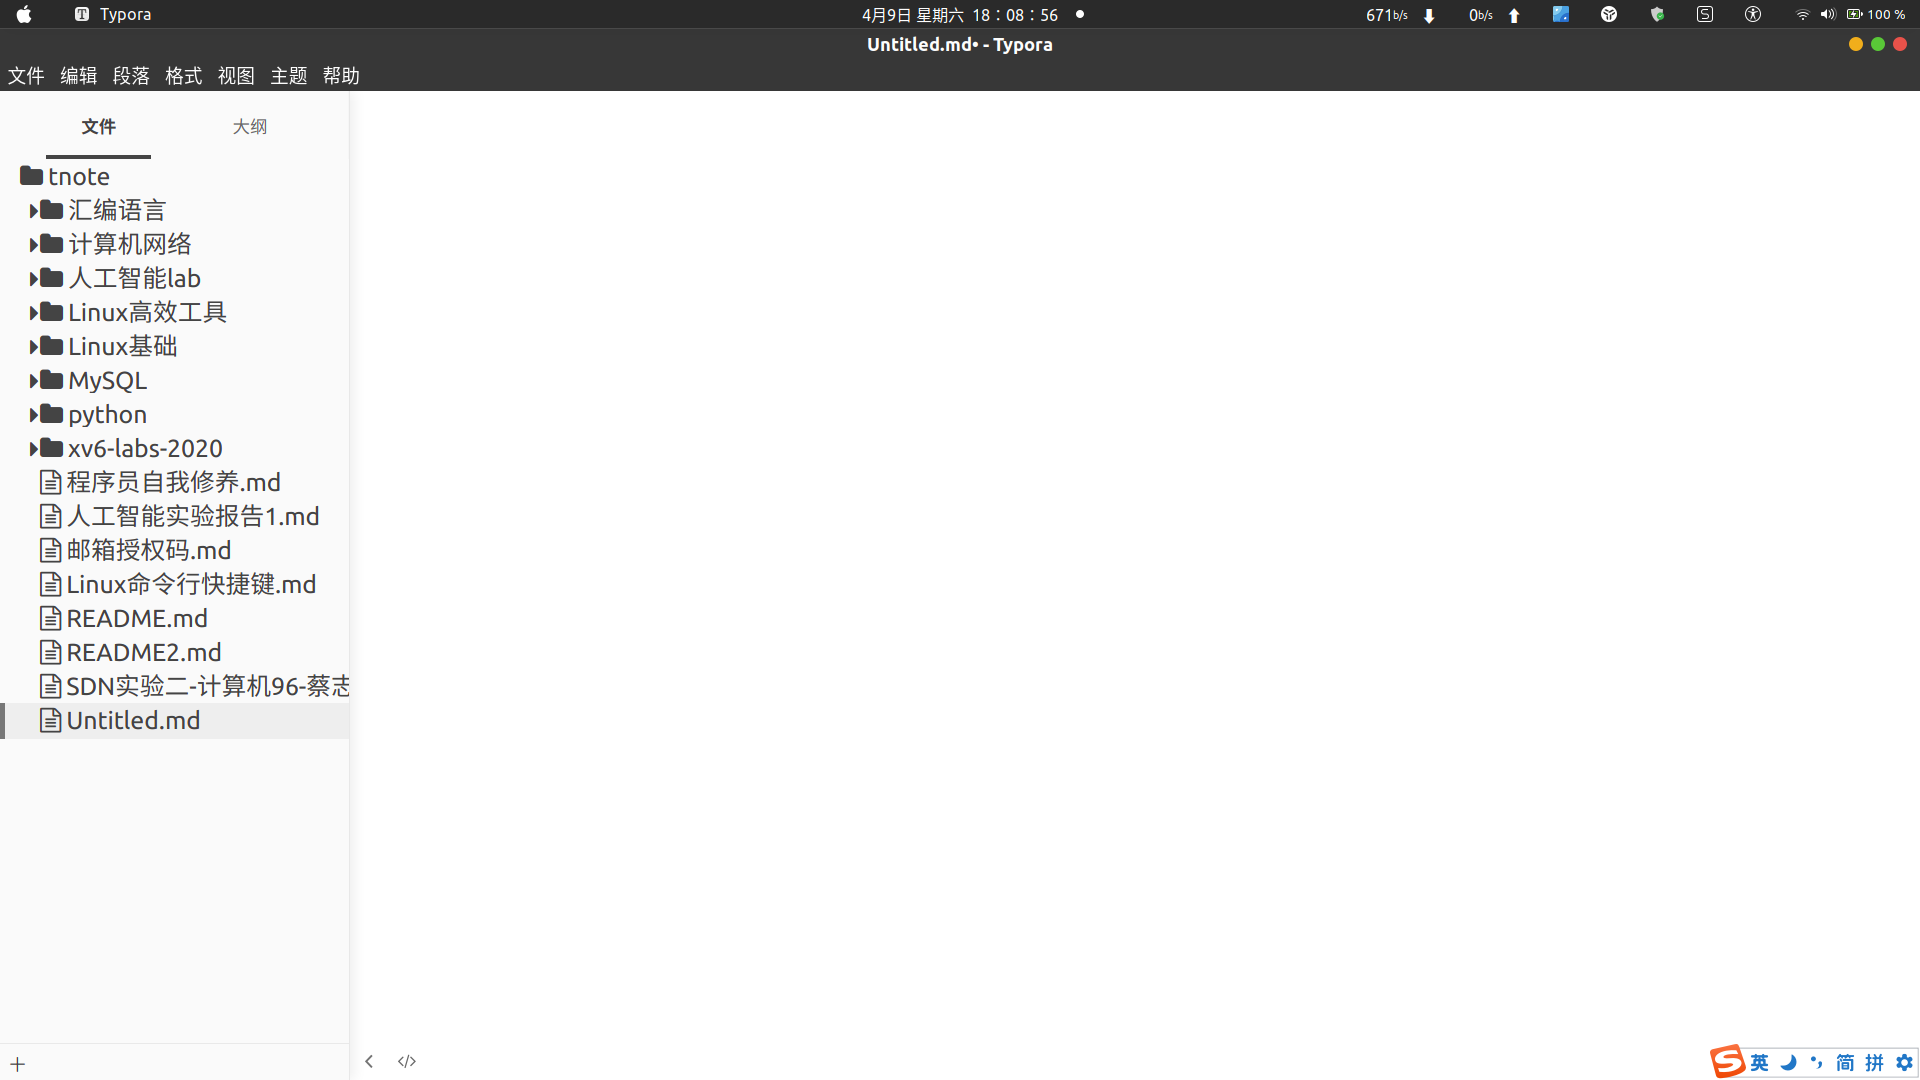 Typora
4月9日 星期六 18:08:56
671b/s 0b/s 100 %
Untitled.md• - Typora
文件 编辑 段落 格式 视图 主题 帮助
文件 大纲
tnote
汇编语言
计算机网络
人工智能lab
Linux高效工具
Linux基础
MySQL
python
xv6-labs-2020
程序员自我修养.md
人工智能实验报告1.md
邮箱授权码.md
Linux命令行快捷键.md
README.md
README2.md
SDN实验二-计算机96-蔡志
Untitled.md
英 简 拼